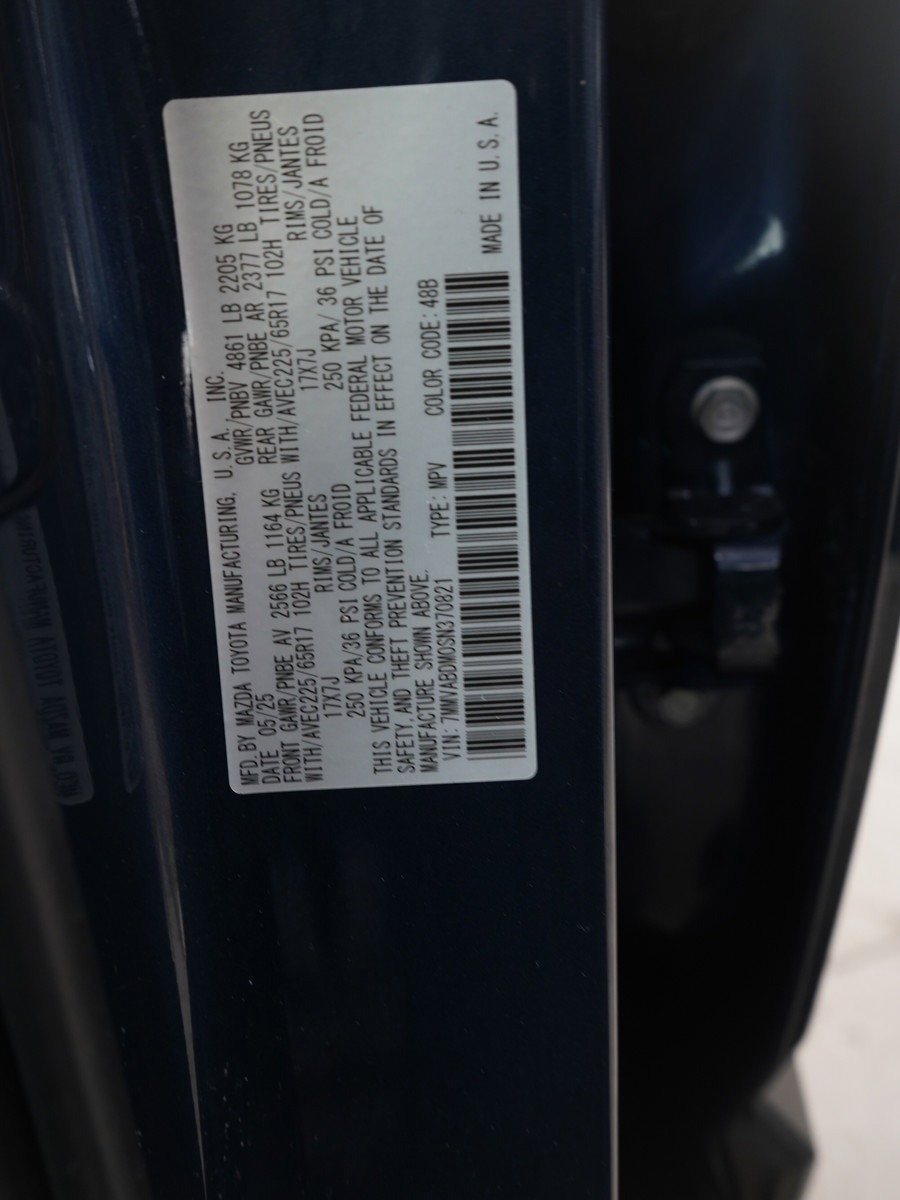 MFD. BY MAZDA TOYOTA MANUFACTURING, U.S.A. INC.
DATE 05/25 GVWR/PNBV 4861 LB 2205 KG
FRONT GAWR/PNBE AV 2566 LB 1164 KG REAR GAWR/PNBE AR 2377 LB 1078 KG
WITH/AVEC225/65R17 102H TIRES/PNEUS WITH/AVEC225/65R17 102H TIRES/PNEUS
17X7J RIMS/JANTES 17X7J RIMS/JANTES
250 KPA/36 PSI COLD/A FROID 250 KPA/ 36 PSI COLD/A FROID
THIS VEHICLE CONFORMS TO ALL APPLICABLE FEDERAL MOTOR VEHICLE
SAFETY, AND THEFT PREVENTION STANDARDS IN EFFECT ON THE DATE OF
MANUFACTURE SHOWN ABOVE.
VIN: 7MMVABDM0SN370821 TYPE: MPV COLOR CODE: 48B
MADE IN U.S.A.